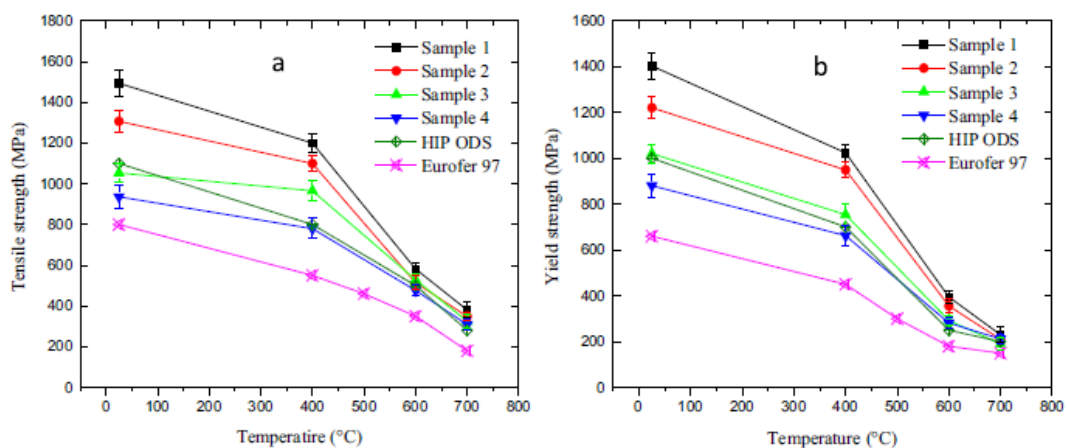 1800
1600
1400
1200
1000
800
600
400
200
0
Tensile strength (MPa)
a
Sample 1
Sample 2
Sample 3
Sample 4
HIP ODS
Eurofer 97
0 100 200 300 400 500 600 700 800
Temperatire (°C)
1600
1400
1200
1000
800
600
400
200
0
Yield strength (MPa)
b
Sample 1
Sample 2
Sample 3
Sample 4
HIP ODS
Eurofer 97
0 100 200 300 400 500 600 700 800
Temperature (°C)